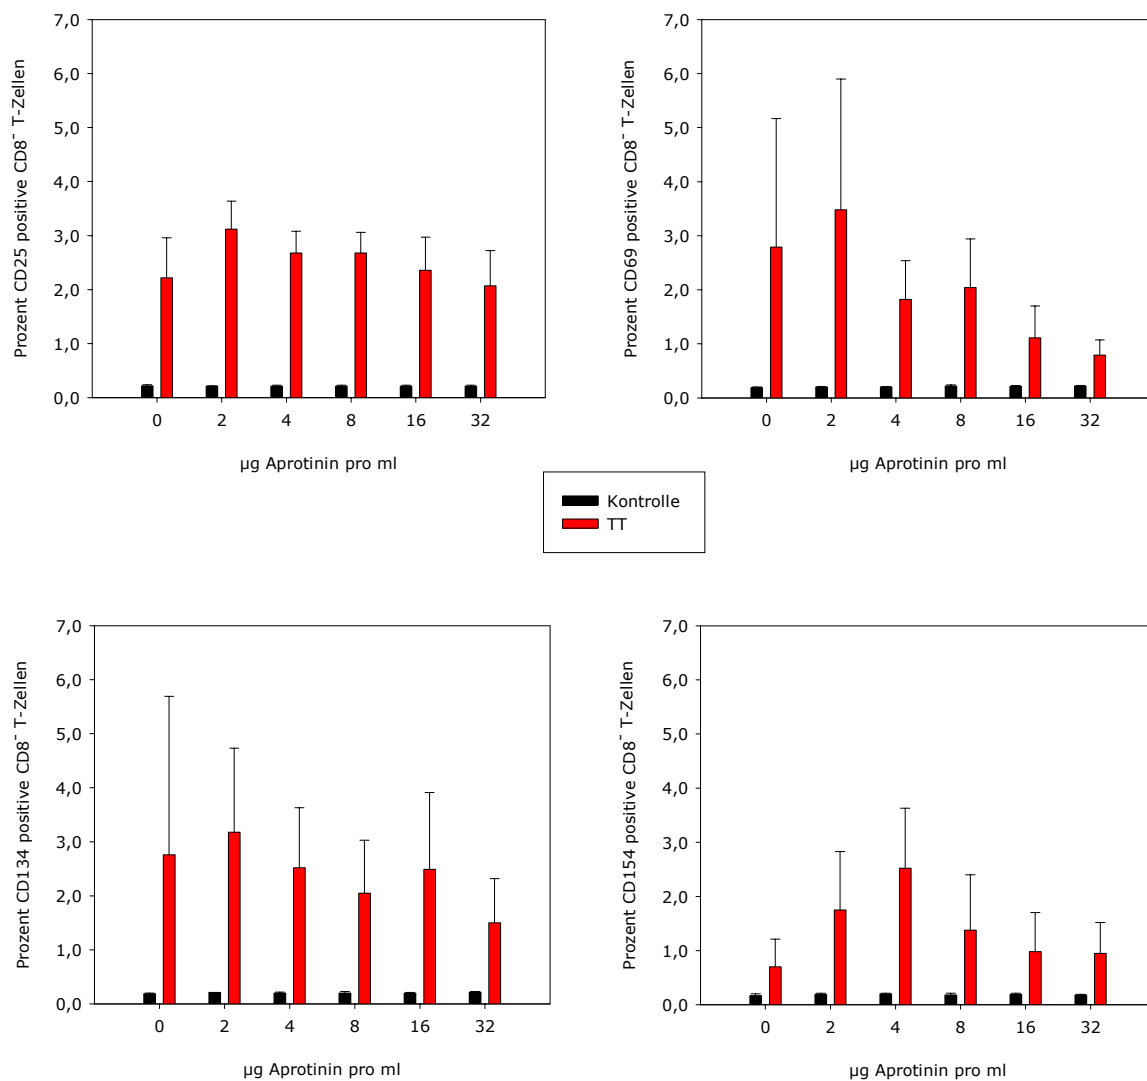 Prozent CD25 positive CD8⁻ T-Zellen
7,0
6,0
5,0
4,0
3,0
2,0
1,0
0,0
0 2 4 8 16 32
µg Aprotinin pro ml
Prozent CD69 positive CD8⁻ T-Zellen
7,0
6,0
5,0
4,0
3,0
2,0
1,0
0,0
0 2 4 8 16 32
µg Aprotinin pro ml
Kontrolle
TT
Prozent CD134 positive CD8⁻ T-Zellen
7,0
6,0
5,0
4,0
3,0
2,0
1,0
0,0
0 2 4 8 16 32
µg Aprotinin pro ml
Prozent CD154 positive CD8⁻ T-Zellen
7,0
6,0
5,0
4,0
3,0
2,0
1,0
0,0
0 2 4 8 16 32
µg Aprotinin pro ml